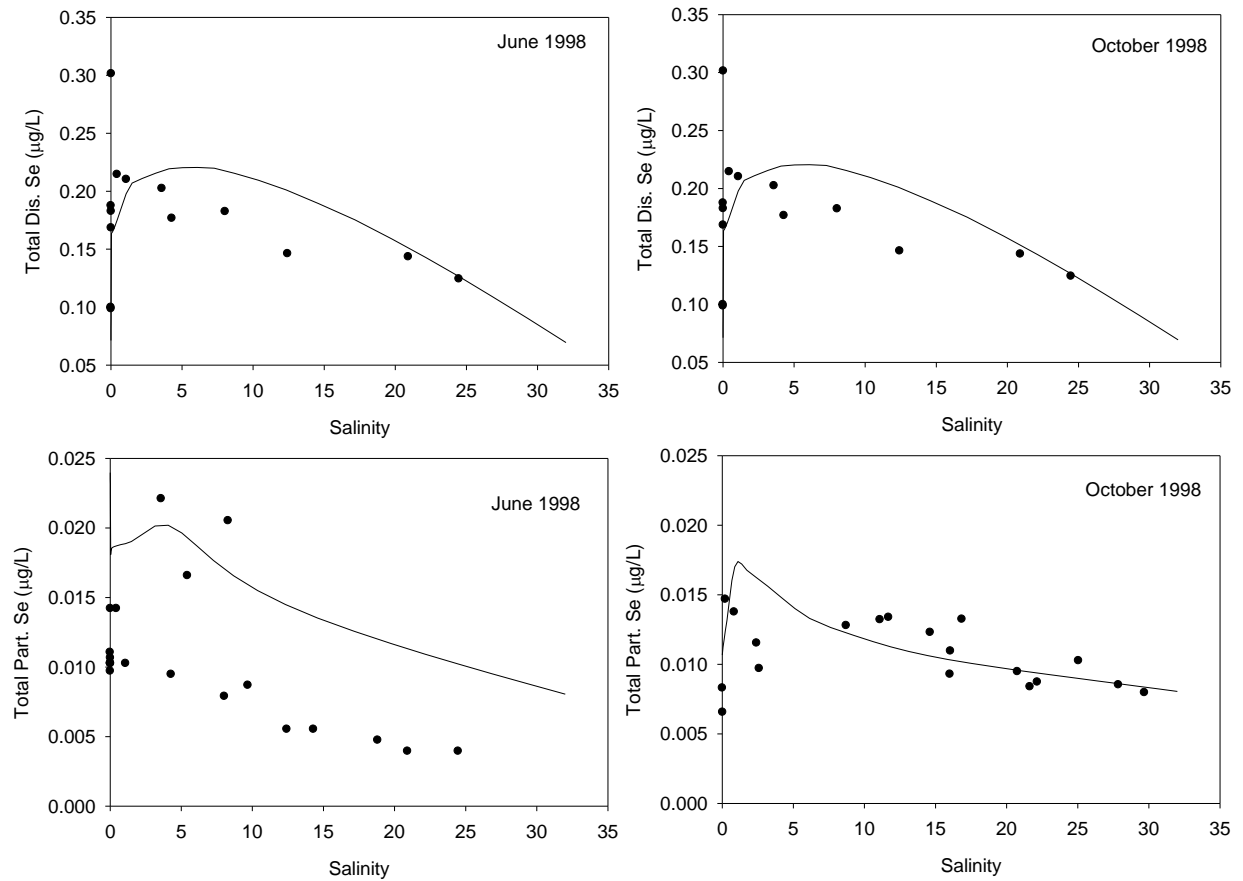 June 1998
Total Dis. Se (µg/L)
0.35
0.30
0.25
0.20
0.15
0.10
0.05
0 5 10 15 20 25 30 35
Salinity
October 1998
Total Dis. Se (µg/L)
0.35
0.30
0.25
0.20
0.15
0.10
0.05
0 5 10 15 20 25 30 35
Salinity
June 1998
Total Part. Se (µg/L)
0.025
0.020
0.015
0.010
0.005
0.000
0 5 10 15 20 25 30 35
Salinity
October 1998
Total Part. Se (µg/L)
0.025
0.020
0.015
0.010
0.005
0.000
0 5 10 15 20 25 30 35
Salinity